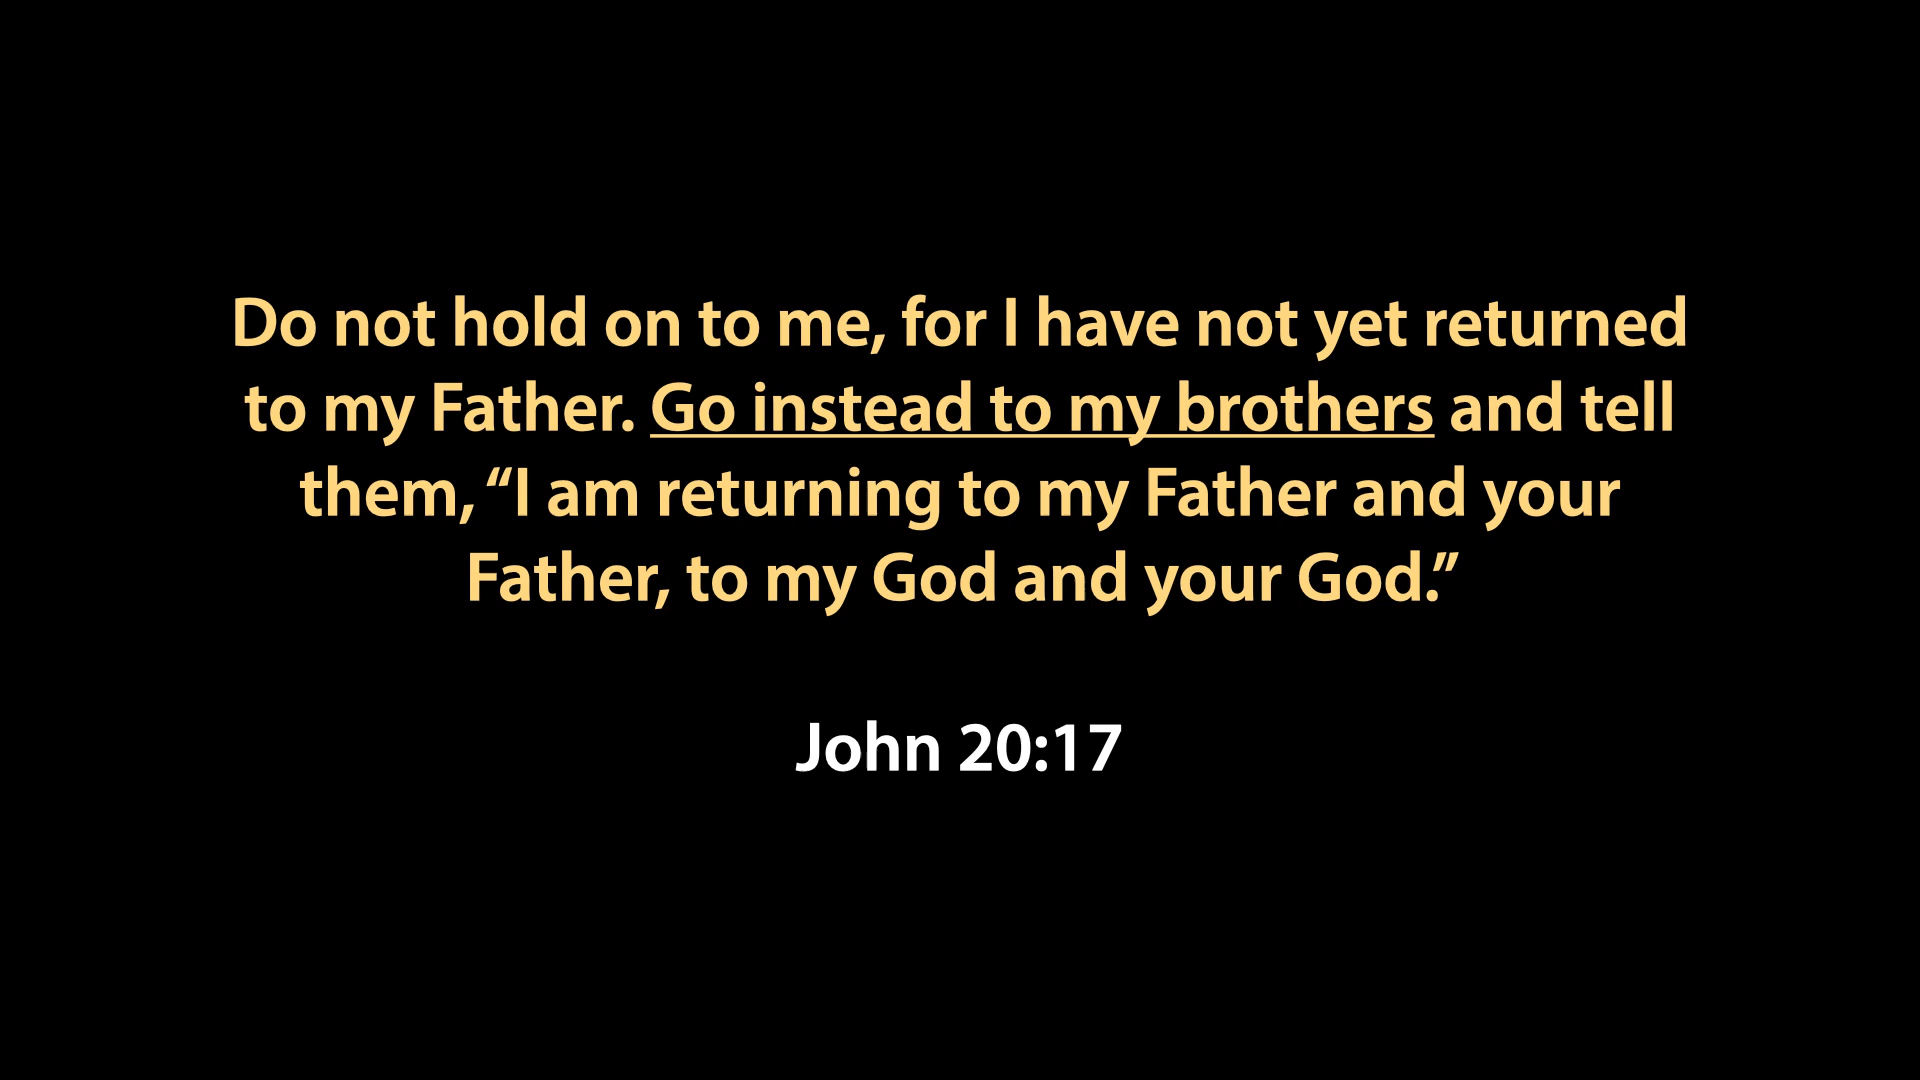 Do not hold on to me, for I have not yet returned
to my Father. Go instead to my brothers and tell
them, “I am returning to my Father and your
Father, to my God and your God.”
John 20:17